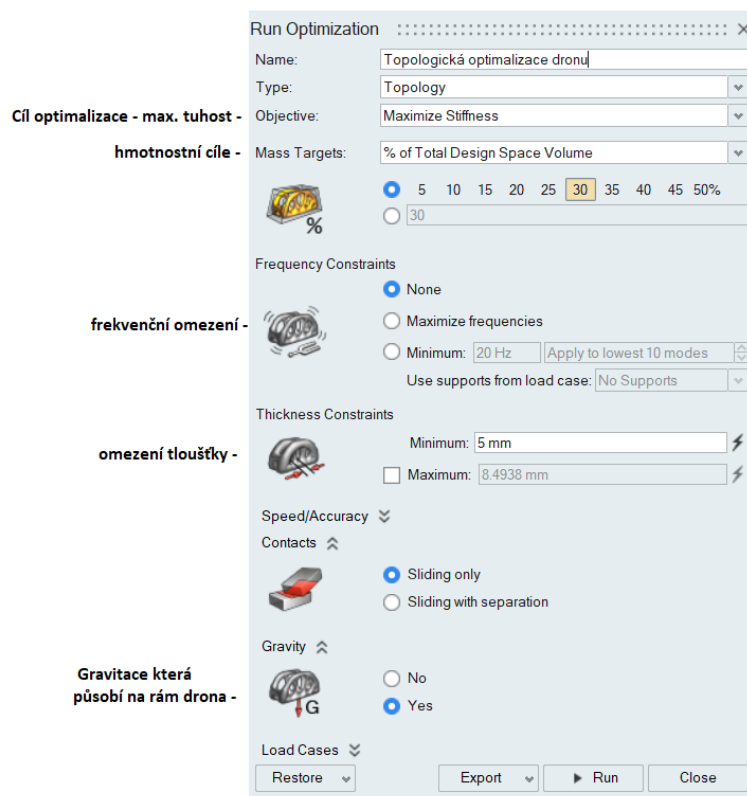 Run Optimization
Name: Topologická optimalizace dronu
Type: Topology
Cíl optimalizace - max. tuhost - Objective: Maximize Stiffness
hmotnostní cíle - Mass Targets: % of Total Design Space Volume
5 10 15 20 25 30 35 40 45 50%
%
30
Frequency Constraints
None
frekvenční omezení - Maximize frequencies
Minimum: 20 Hz Apply to lowest 10 modes
Use supports from load case: No Supports
Thickness Constraints
Minimum: 5 mm
omezení tloušťky -
Maximum: 8.4938 mm
Speed/Accuracy
Contacts
Sliding only
Sliding with separation
Gravity
Gravitace která
působí na rám drona -
No
G
Yes
Load Cases
Restore Export Run Close